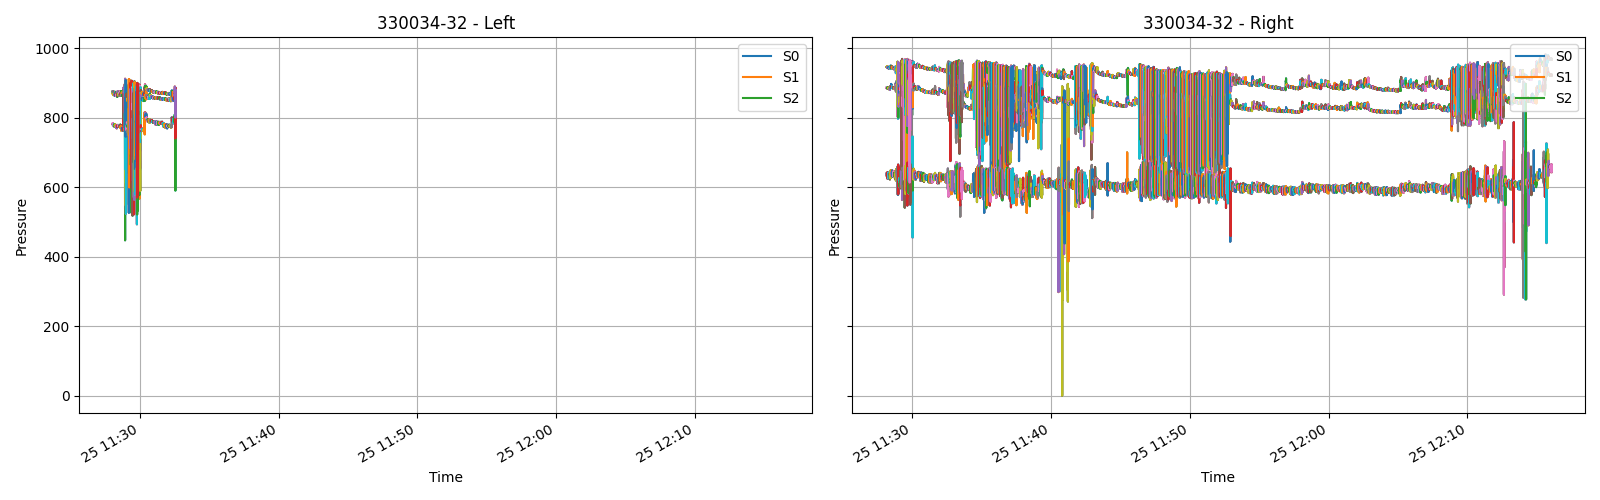 330034-32 - Left
330034-32 - Right
Pressure
1000
800
600
400
200
0
S0
S1
S2
25 11:30
25 11:40
25 11:50
25 12:00
25 12:10
Time
Pressure
S0
S1
S2
25 11:30
25 11:40
25 11:50
25 12:00
25 12:10
Time